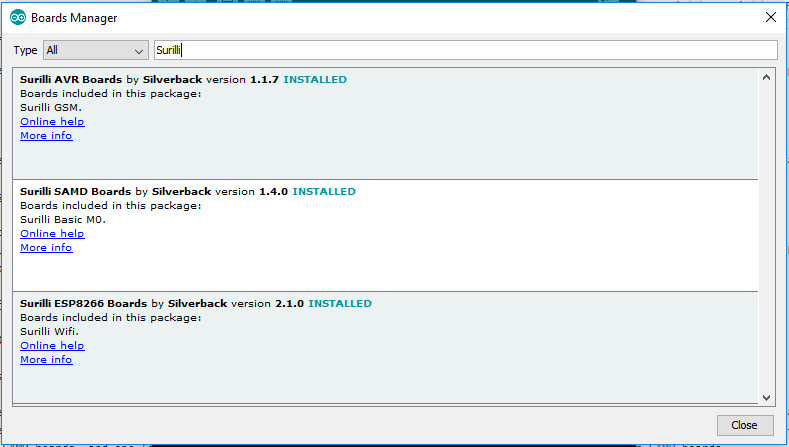 Boards Manager
Type All Surilli
Surilli AVR Boards by Silverback version 1.1.7 INSTALLED
Boards included in this package:
Surilli GSM.
Online help
More info
Surilli SAMD Boards by Silverback version 1.4.0 INSTALLED
Boards included in this package:
Surilli Basic M0.
Online help
More info
Surilli ESP8266 Boards by Silverback version 2.1.0 INSTALLED
Boards included in this package:
Surilli Wifi.
Online help
More info
Close